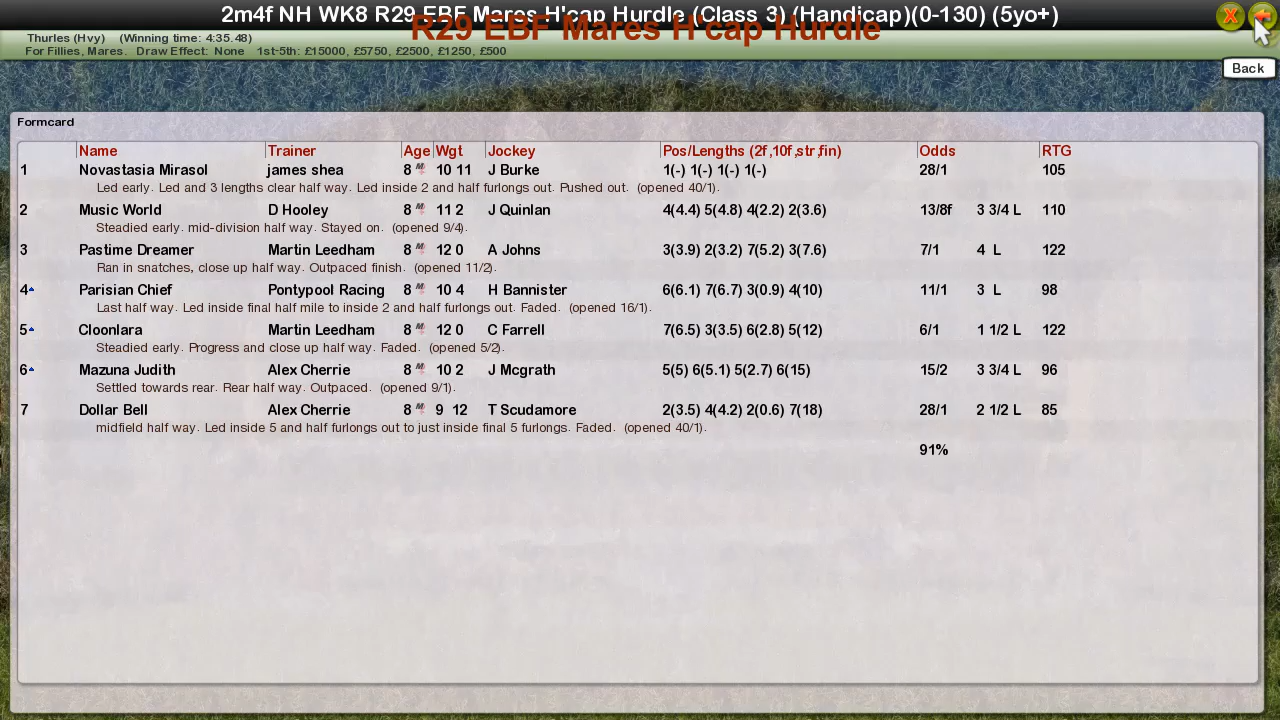 2m4f NH WK8 R29 EBF Mares H'cap Hurdle (Class 3) (Handicap)(0-130) (5yo+)
R29 EBF Mares H'cap Hurdle
Thurles (Hvy) (Winning time: 4:35.48)
For Fillies, Mares. Draw Effect: None 1st-5th: £15000, £5750, £2500, £1250, £500
X
Back
Formcard
Name Trainer Age Wgt Jockey Pos/Lengths (2f,10f,str,fin) Odds RTG
1 Novastasia Mirasol james shea 8 M 10 11 J Burke 1(-) 1(-) 1(-) 1(-) 28/1 105
Led early. Led and 3 lengths clear half way. Led inside 2 and half furlongs out. Pushed out. (opened 40/1).
2 Music World D Hooley 8 M 11 2 J Quinlan 4(4.4) 5(4.8) 4(2.2) 2(3.6) 13/8f 3 3/4 L 110
Steadied early. mid-division half way. Stayed on. (opened 9/4).
3 Pastime Dreamer Martin Leedham 8 M 12 0 A Johns 3(3.9) 2(3.2) 7(5.2) 3(7.6) 7/1 4 L 122
Ran in snatches, close up half way. Outpaced finish. (opened 11/2).
4 Parisian Chief Pontypool Racing 8 M 10 4 H Bannister 6(6.1) 7(6.7) 3(0.9) 4(10) 11/1 3 L 98
Last half way. Led inside final half mile to inside 2 and half furlongs out. Faded. (opened 16/1).
5 Cloonlara Martin Leedham 8 M 12 0 C Farrell 7(6.5) 3(3.5) 6(2.8) 5(12) 6/1 1 1/2 L 122
Steadied early. Progress and close up half way. Faded. (opened 5/2).
6 Mazuna Judith Alex Cherrie 8 M 10 2 J Mcgrath 5(5) 6(5.1) 5(2.7) 6(15) 15/2 3 3/4 L 96
Settled towards rear. Rear half way. Outpaced. (opened 9/1).
7 Dollar Bell Alex Cherrie 8 M 9 12 T Scudamore 2(3.5) 4(4.2) 2(0.6) 7(18) 28/1 2 1/2 L 85
midfield half way. Led inside 5 and half furlongs out to just inside final 5 furlongs. Faded. (opened 40/1).
91%